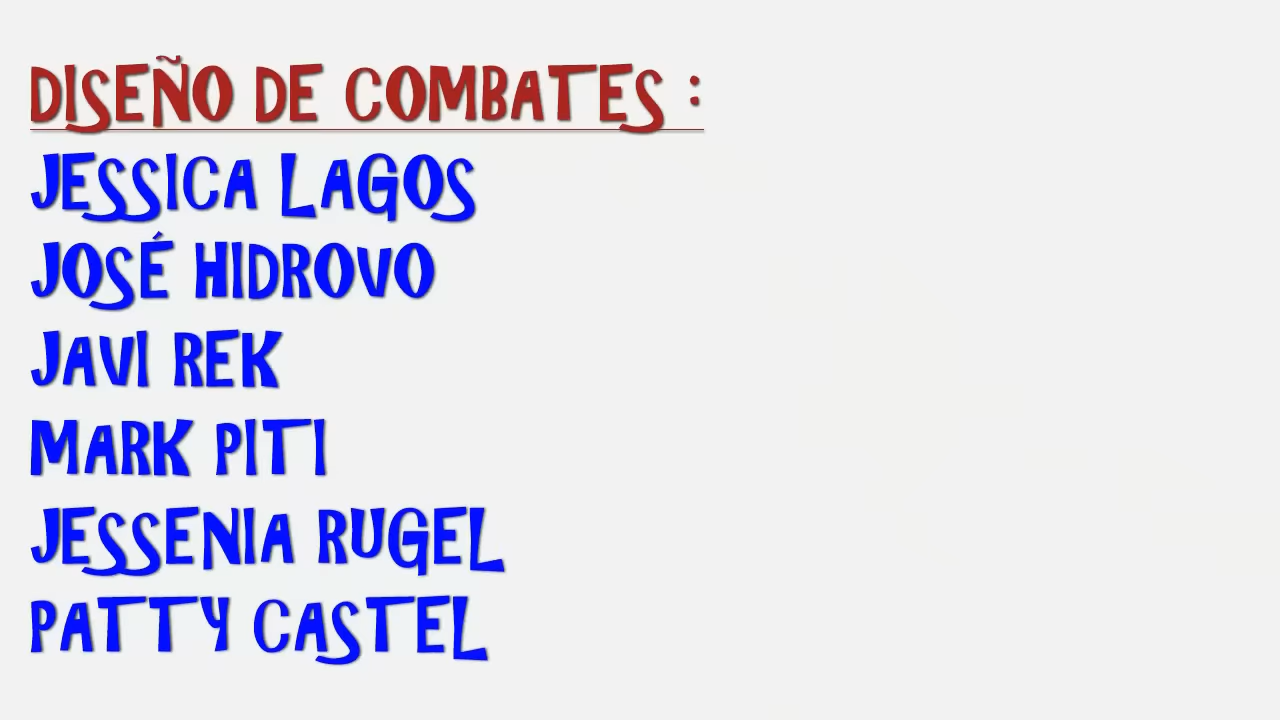 DISEÑO DE COMBATES :
JESSICA LAGOS
JOSÉ HIDROVO
JAVI REK
MARK PITI
JESSENIA RUGEL
PATTY CASTEL